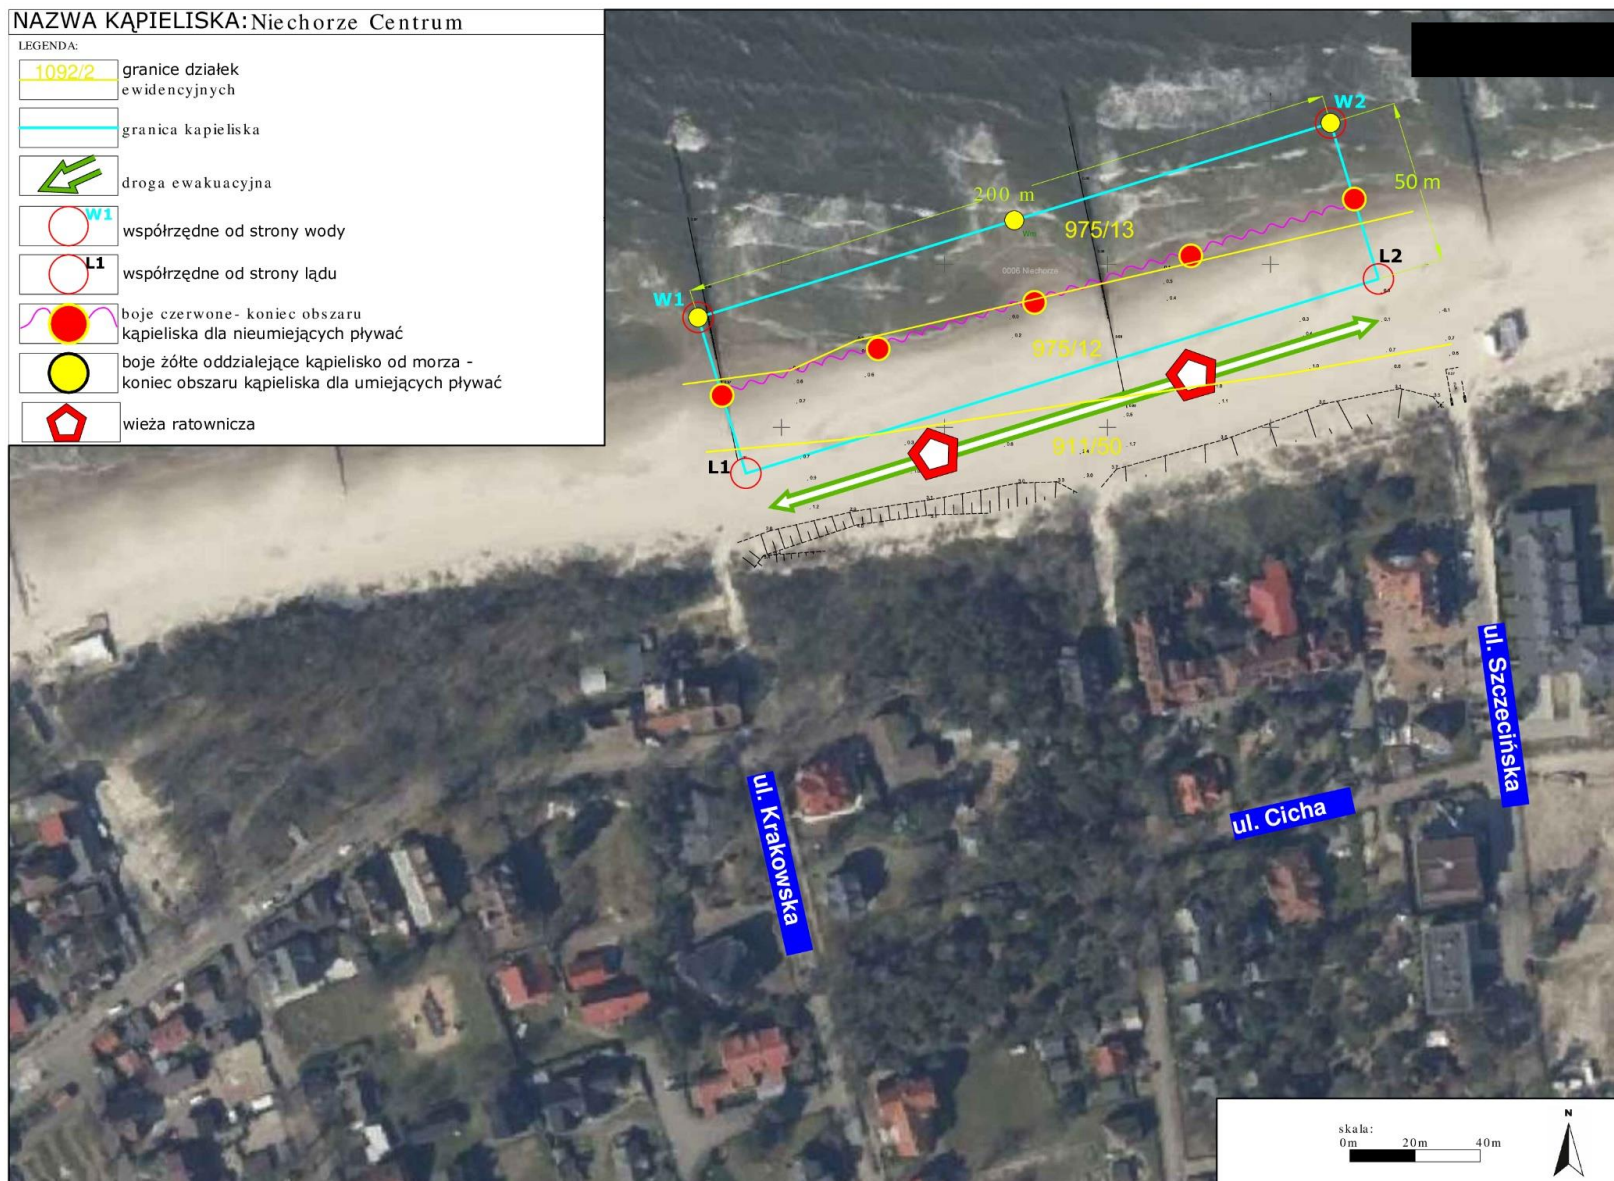 NAZWA KĄPIELISKA: Niechorze Centrum
LEGENDA:
1092/2
granice działek
ewidencyjnych
granica kapieliska
droga ewakuacyjna
W1
współrzędne od strony wody
L1
współrzędne od strony lądu
boje czerwone- koniec obszaru
kąpieliska dla nieumiejących pływać
boje żółte oddzialejące kąpielisko od morza -
koniec obszaru kąpieliska dla umiejących pływać
wieża ratownicza
W2
50 m
200 m
975/13
L2
0006 Niechorze
W1
975/12
911/50
L1
ul. Szczecińska
ul. Krakowska
ul. Cicha
skala:
0m 20m 40m
N